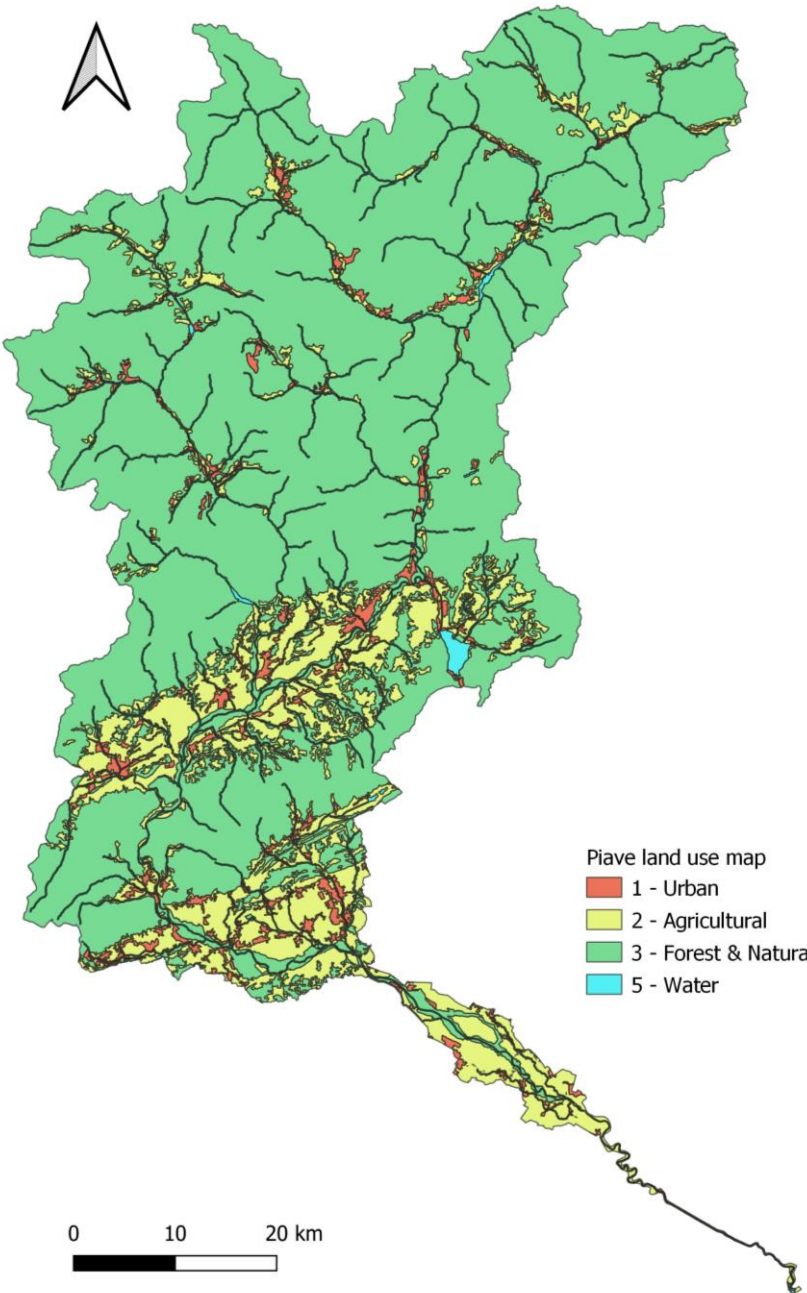 Piave land use map
1 - Urban
2 - Agricultural
3 - Forest & Natura
5 - Water
0 10 20 km